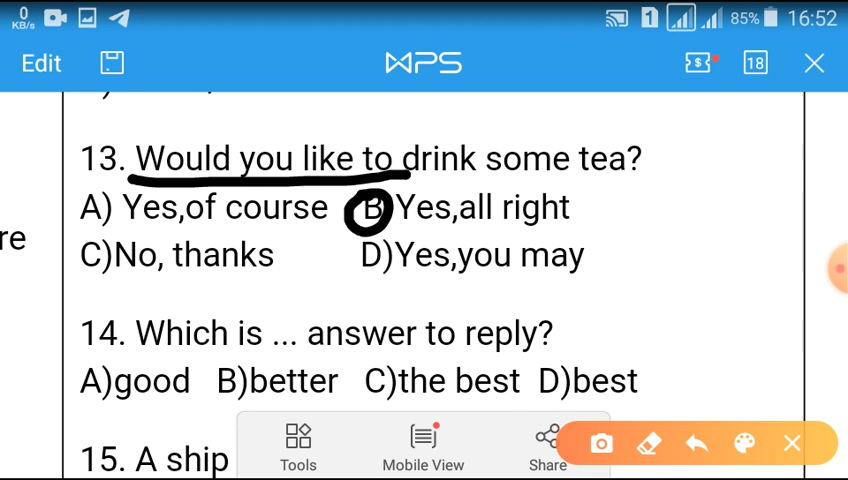 0
KB/s
1
85%
16:52
Edit
WPS
$
18
13. Would you like to drink some tea?
A) Yes,of course B)Yes,all right
re
C)No, thanks D)Yes,you may
14. Which is ... answer to reply?
A)good B)better C)the best D)best
15. A ship
Tools
Mobile View
Share